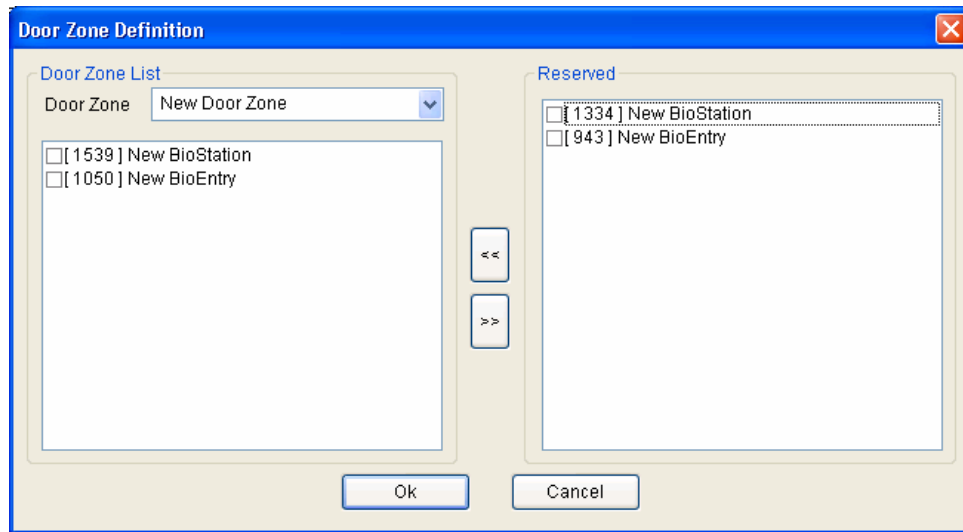 Door Zone Definition
Door Zone List
Door Zone New Door Zone
[ 1539 ] New BioStation
[ 1050 ] New BioEntry
<<
>>
Reserved
[ 1334 ] New BioStation
[ 943 ] New BioEntry
Ok
Cancel